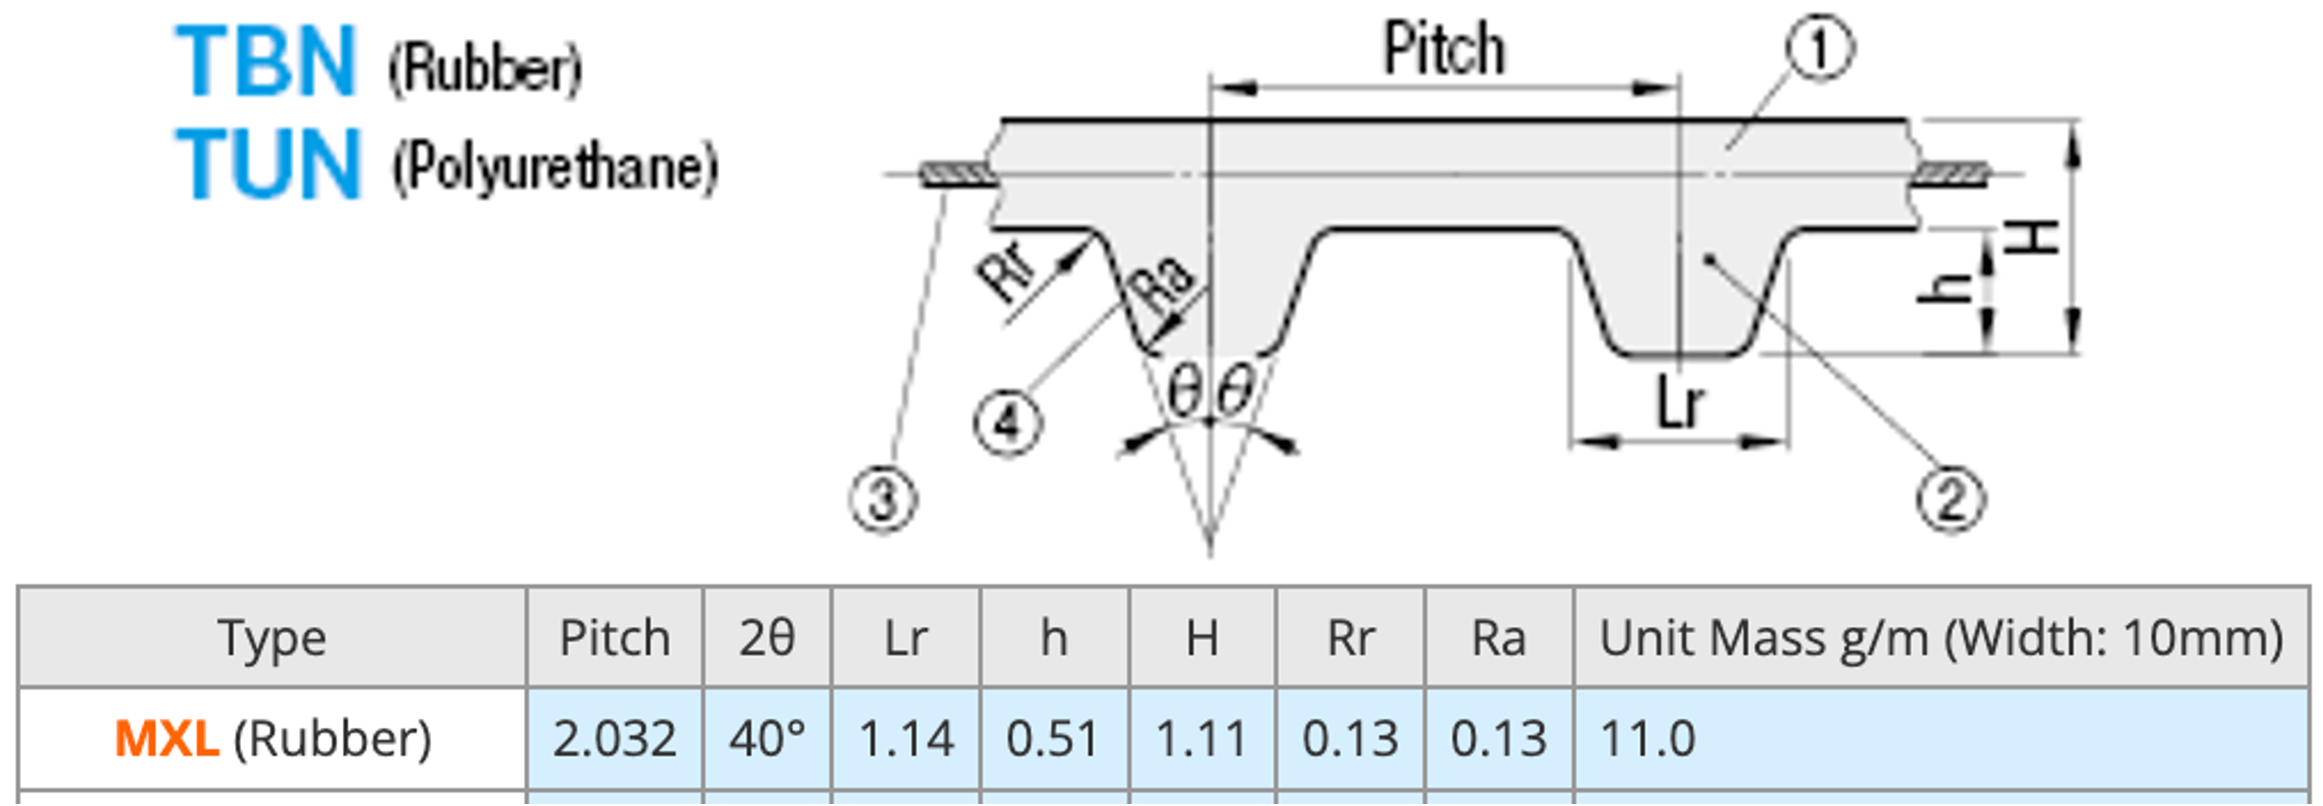 TBN (Rubber)
TUN (Polyurethane)
Pitch
①
Rr
Ra
H
h
θ θ
Lr
④
③
②
Type Pitch 2θ Lr h H Rr Ra Unit Mass g/m (Width: 10mm)
MXL (Rubber) 2.032 40° 1.14 0.51 1.11 0.13 0.13 11.0